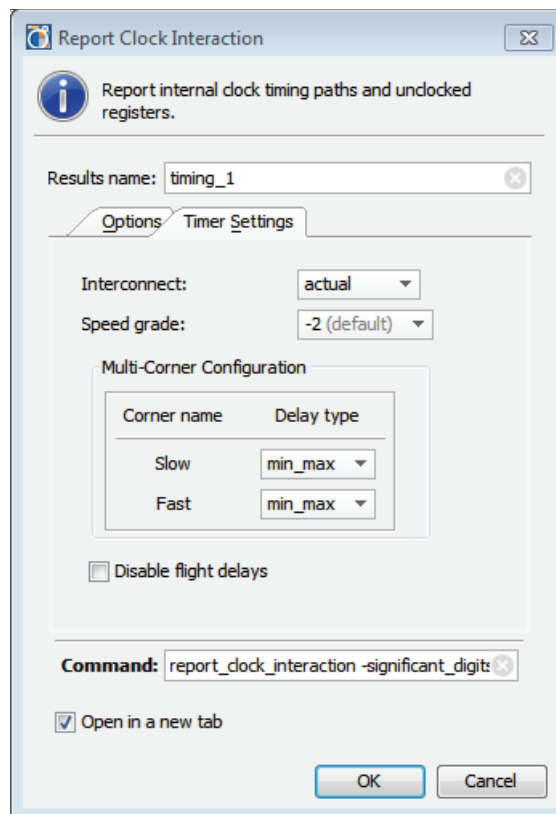 Report Clock Interaction
Report internal clock timing paths and unclocked
registers.
Results name: timing_1
Options Timer Settings
Interconnect: actual
Speed grade: -2 (default)
Multi-Corner Configuration
Corner name Delay type
Slow min_max
Fast min_max
Disable flight delays
Command: report_clock_interaction -significant_digits
Open in a new tab
OK Cancel